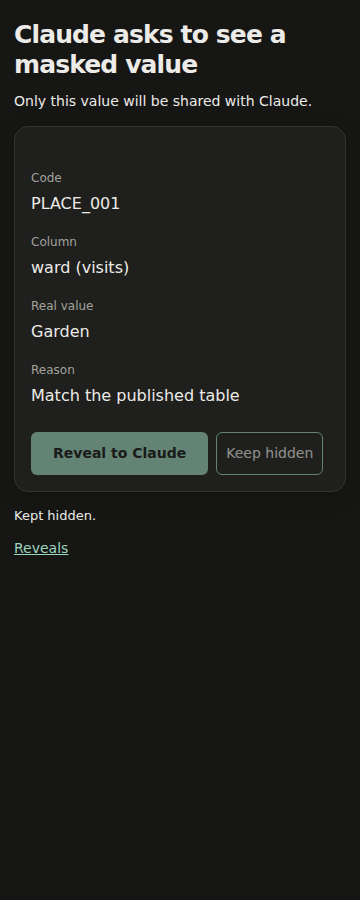 Claude asks to see a
masked value
Only this value will be shared with Claude.
Code
PLACE_001
Column
ward (visits)
Real value
Garden
Reason
Match the published table
Reveal to Claude
Keep hidden
Kept hidden.
Reveals